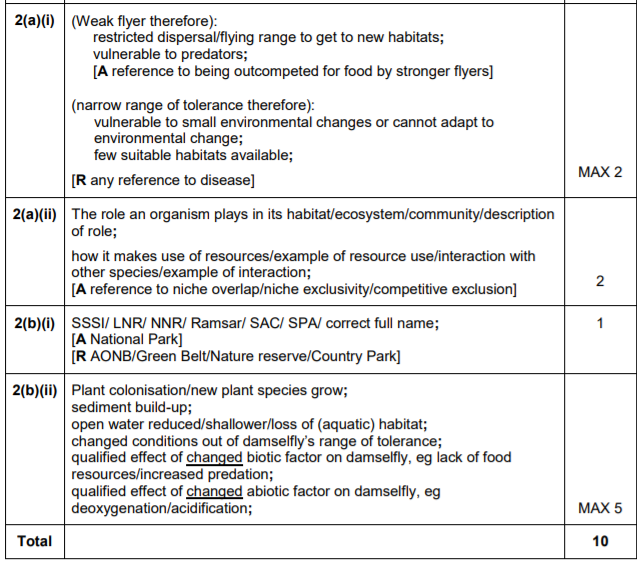 2(a)(i) (Weak flyer therefore):
restricted dispersal/flying range to get to new habitats;
vulnerable to predators;
[A reference to being outcompeted for food by stronger flyers]
(narrow range of tolerance therefore):
vulnerable to small environmental changes or cannot adapt to
environmental change;
few suitable habitats available;
[R any reference to disease] MAX 2
2(a)(ii) The role an organism plays in its habitat/ecosystem/community/description
of role;
how it makes use of resources/example of resource use/interaction with
other species/example of interaction;
[A reference to niche overlap/niche exclusivity/competitive exclusion] 2
2(b)(i) SSSI/ LNR/ NNR/ Ramsar/ SAC/ SPA/ correct full name; 1
[A National Park]
[R AONB/Green Belt/Nature reserve/Country Park]
2(b)(ii) Plant colonisation/new plant species grow;
sediment build-up;
open water reduced/shallower/loss of (aquatic) habitat;
changed conditions out of damselfly's range of tolerance;
qualified effect of changed biotic factor on damselfly, eg lack of food
resources/increased predation;
qualified effect of changed abiotic factor on damselfly, eg
deoxygenation/acidification; MAX 5
Total 10